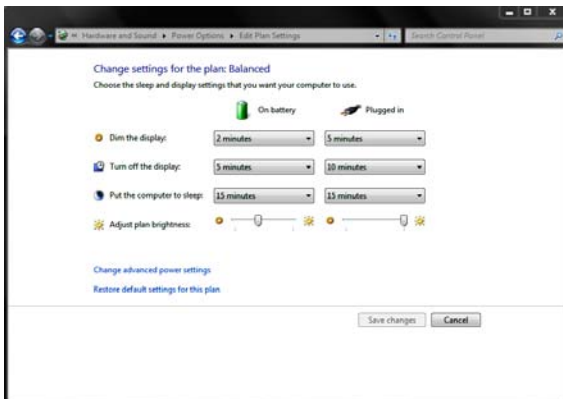 « Hardware and Sound ▸ Power Options ▸ Edit Plan Settings
Search Control Panel
Change settings for the plan: Balanced
Choose the sleep and display settings that you want your computer to use.
On battery Plugged in
Dim the display: 2 minutes 5 minutes
Turn off the display: 5 minutes 10 minutes
Put the computer to sleep: 15 minutes 15 minutes
Adjust plan brightness:
Change advanced power settings
Restore default settings for this plan
Save changes Cancel